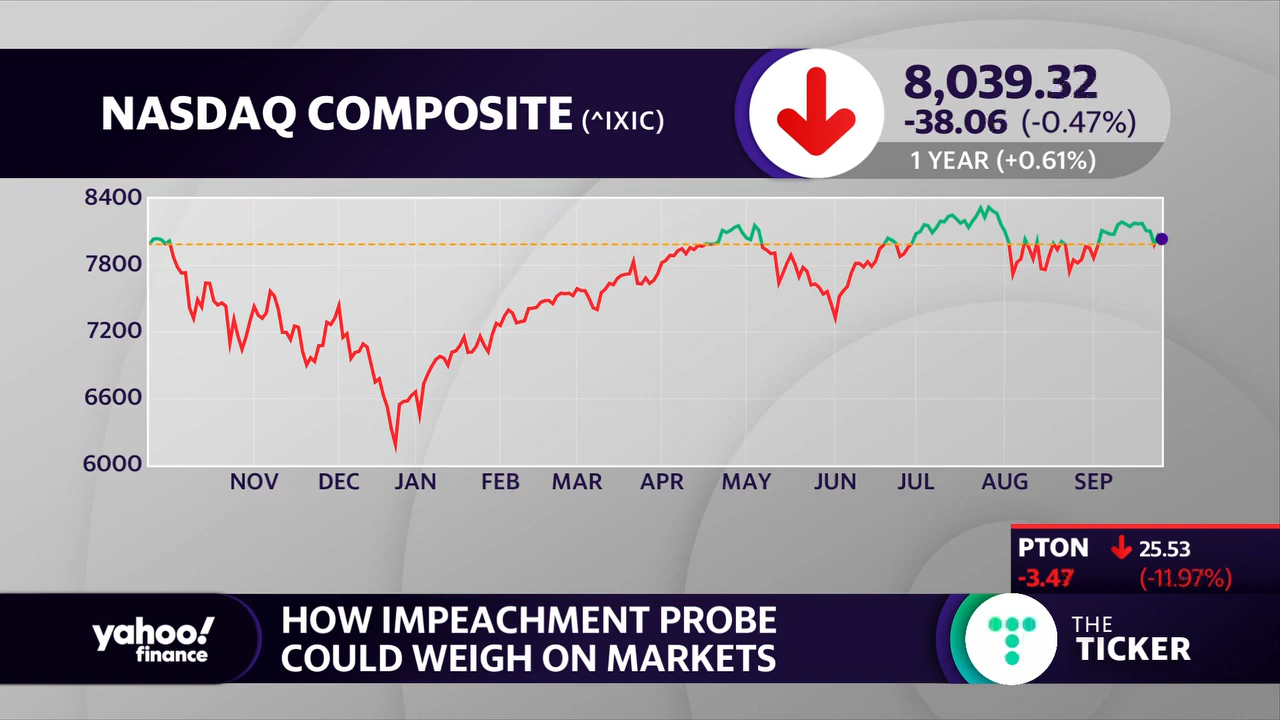 NASDAQ COMPOSITE (^IXIC)
8,039.32
-38.06 (-0.47%)
1 YEAR (+0.61%)
8400
7800
7200
6600
6000
NOV DEC JAN FEB MAR APR MAY JUN JUL AUG SEP
PTON 25.53
-3.47 (-11.97%)
yahoo!
finance
HOW IMPEACHMENT PROBE
COULD WEIGH ON MARKETS
THE
TICKER